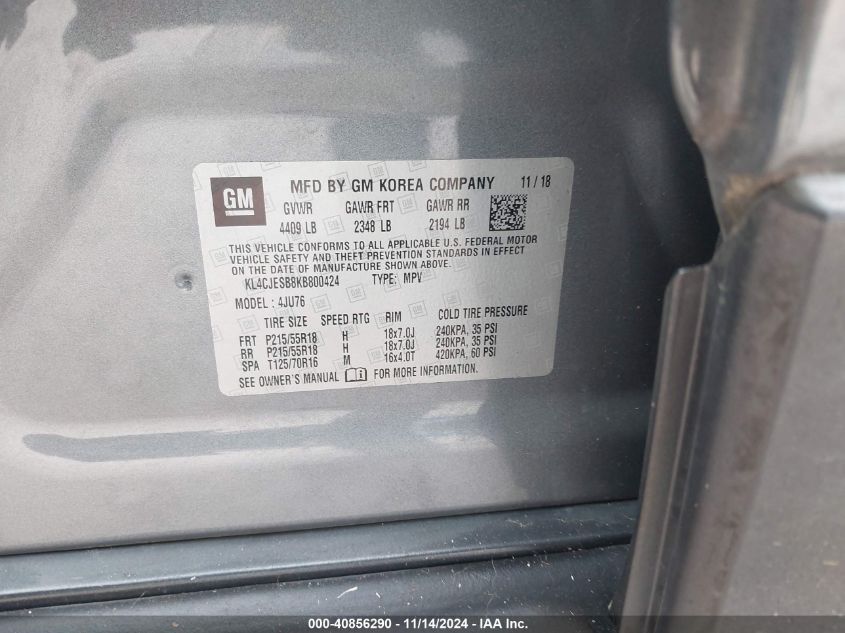 GM
MFD BY GM KOREA COMPANY 11/18
GVWR GAWR FRT GAWR RR
4409 LB 2348 LB 2194 LB
THIS VEHICLE CONFORMS TO ALL APPLICABLE U.S. FEDERAL MOTOR
VEHICLE SAFETY AND THEFT PREVENTION STANDARDS IN EFFECT
ON THE DATE OF MANUFACTURE SHOWN ABOVE.
KL4CJESB8KB800424 TYPE: MPV
MODEL: 4JU76
TIRE SIZE SPEED RTG RIM COLD TIRE PRESSURE
FRT P215/55R18 H 18x7.0J 240KPA, 35 PSI
RR P215/55R18 H 18x7.0J 240KPA, 35 PSI
SPA T125/70R16 M 16x4.0T 420KPA, 60 PSI
SEE OWNER'S MANUAL FOR MORE INFORMATION.
000-40856290 - 11/14/2024 - 1___F___